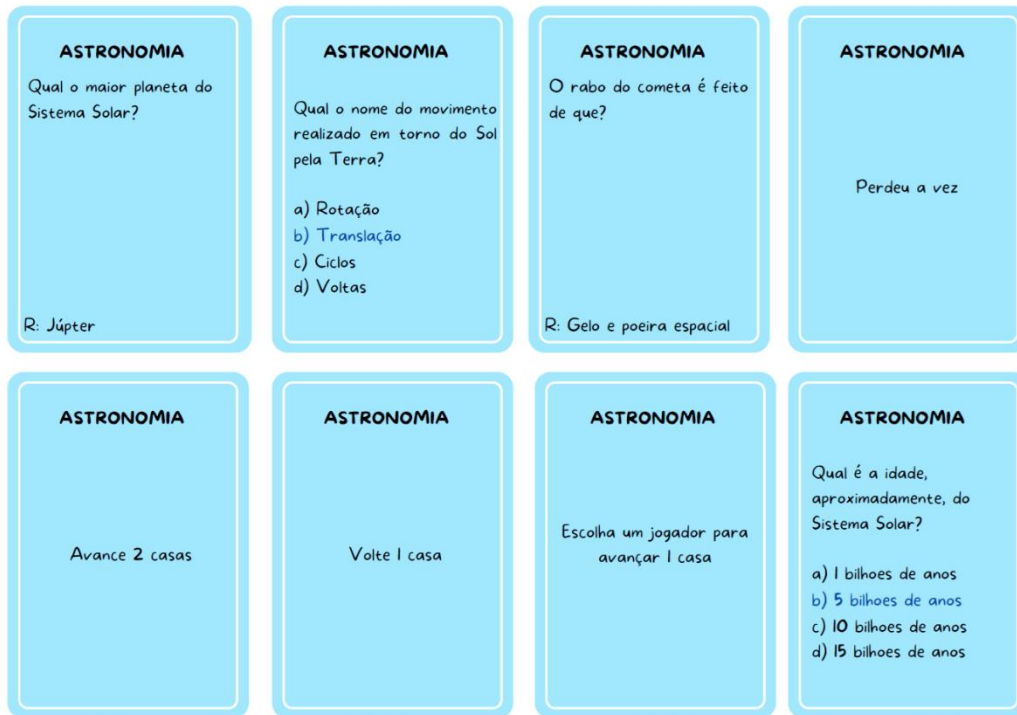 ASTRONOMIA
Qual o maior planeta do
Sistema Solar?
R: Júpter
ASTRONOMIA
Qual o nome do movimento
realizado em torno do Sol
pela Terra?
a) Rotação
b) Translação
c) Ciclos
d) Voltas
ASTRONOMIA
O rabo do cometa é feito
de que?
R: Gelo e poeira espacial
ASTRONOMIA
Perdeu a vez
ASTRONOMIA
Avance 2 casas
ASTRONOMIA
Volte 1 casa
ASTRONOMIA
Escolha um jogador para
avançar 1 casa
ASTRONOMIA
Qual é a idade,
aproximadamente, do
Sistema Solar?
a) 1 bilhoes de anos
b) 5 bilhoes de anos
c) 10 bilhoes de anos
d) 15 bilhoes de anos